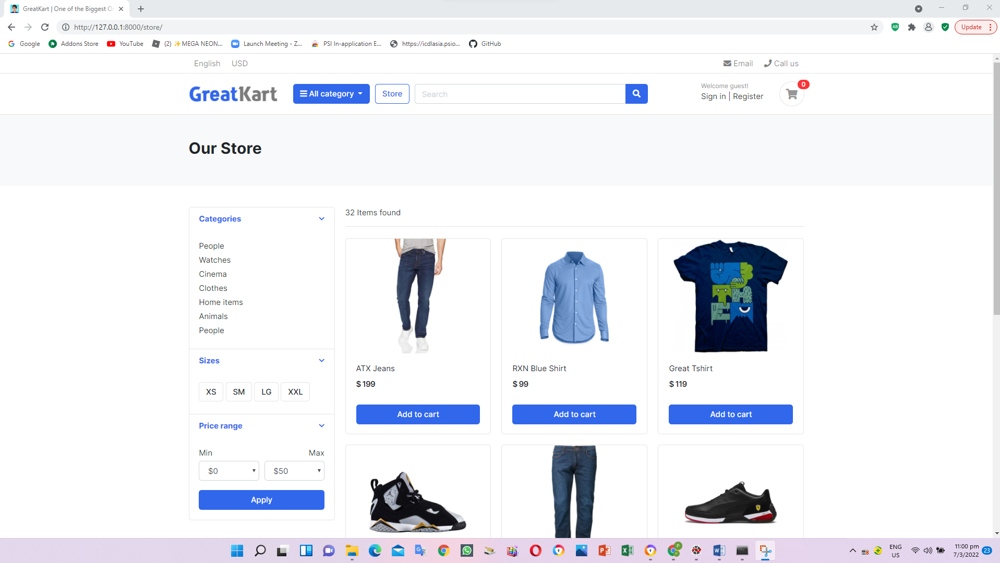 GreatKart | One of the Biggest O
http://127.0.0.1:8000/store/
Update
Google Addons Store YouTube (2) ✨MEGA NEON... Launch Meeting - Z... PSI In-application E... https://icdlasia.psio... GitHub
English USD Email Call us
GreatKart All category Store Search
Welcome guest!
Sign in | Register
0
Our Store
Categories
People
Watches
Cinema
Clothes
Home items
Animals
People
Sizes
XS SM LG XXL
Price range
Min Max
$0 $50
Apply
32 Items found
ATX Jeans
$ 199
Add to cart
RXN Blue Shirt
$ 99
Add to cart
Great Tshirt
$ 119
Add to cart
ENG
US
11:00 pm
7/3/2022
23